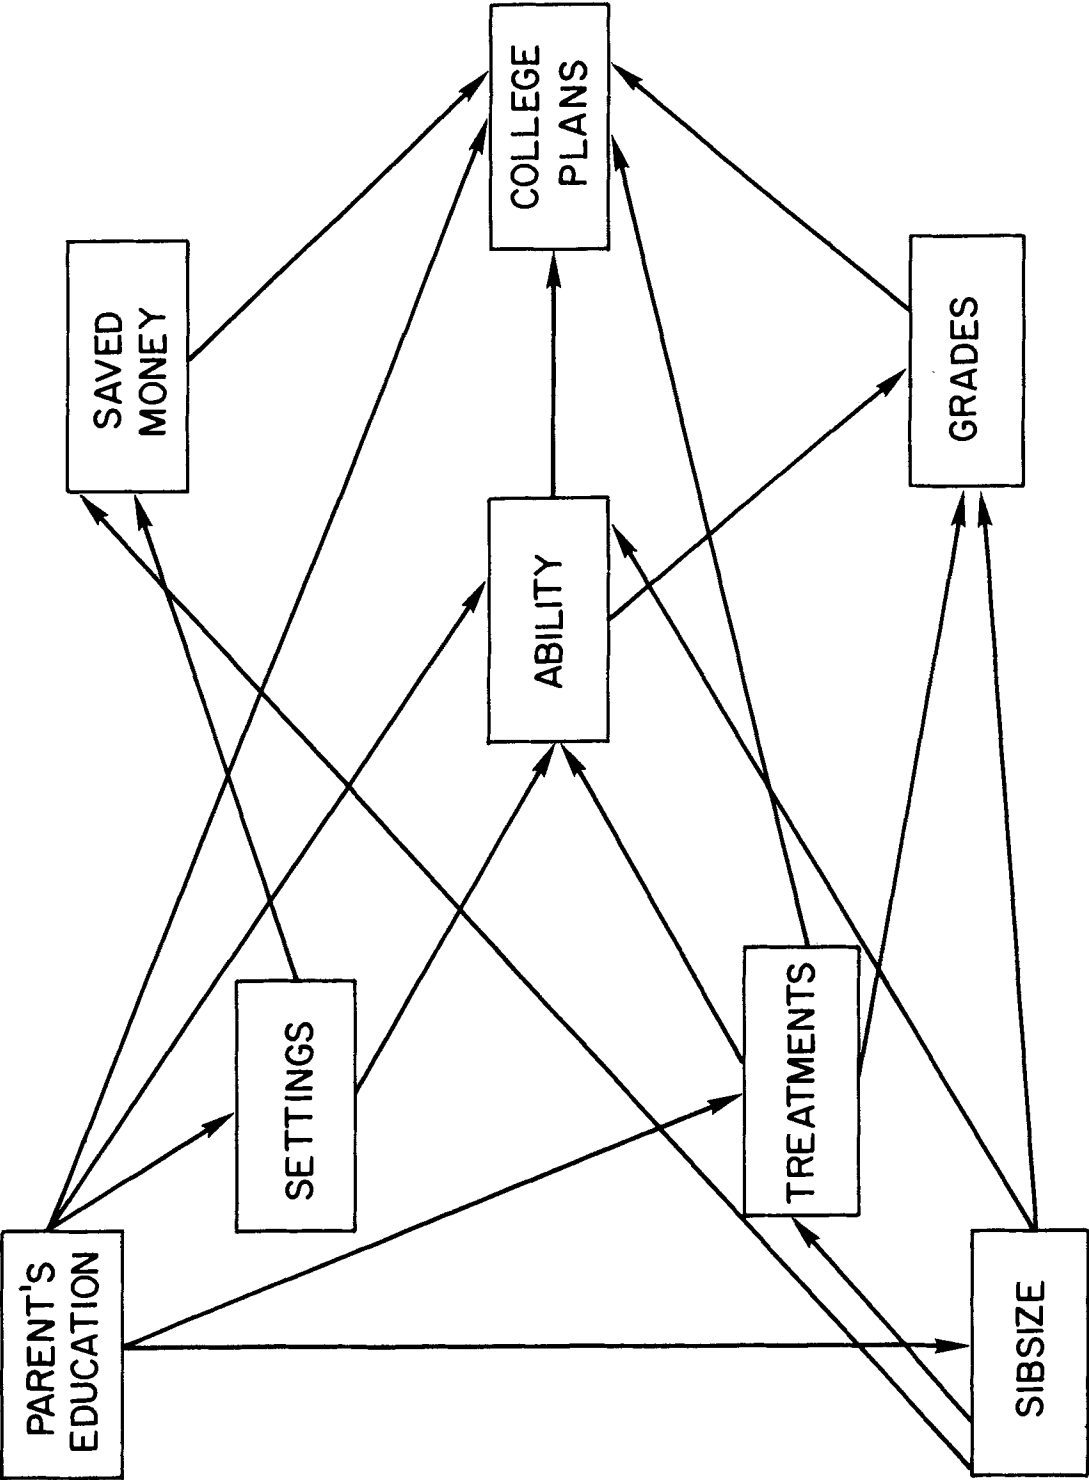 PARENT'S
EDUCATION
SETTINGS
SAVED
MONEY
ABILITY
COLLEGE
PLANS
TREATMENTS
GRADES
SIBSIZE